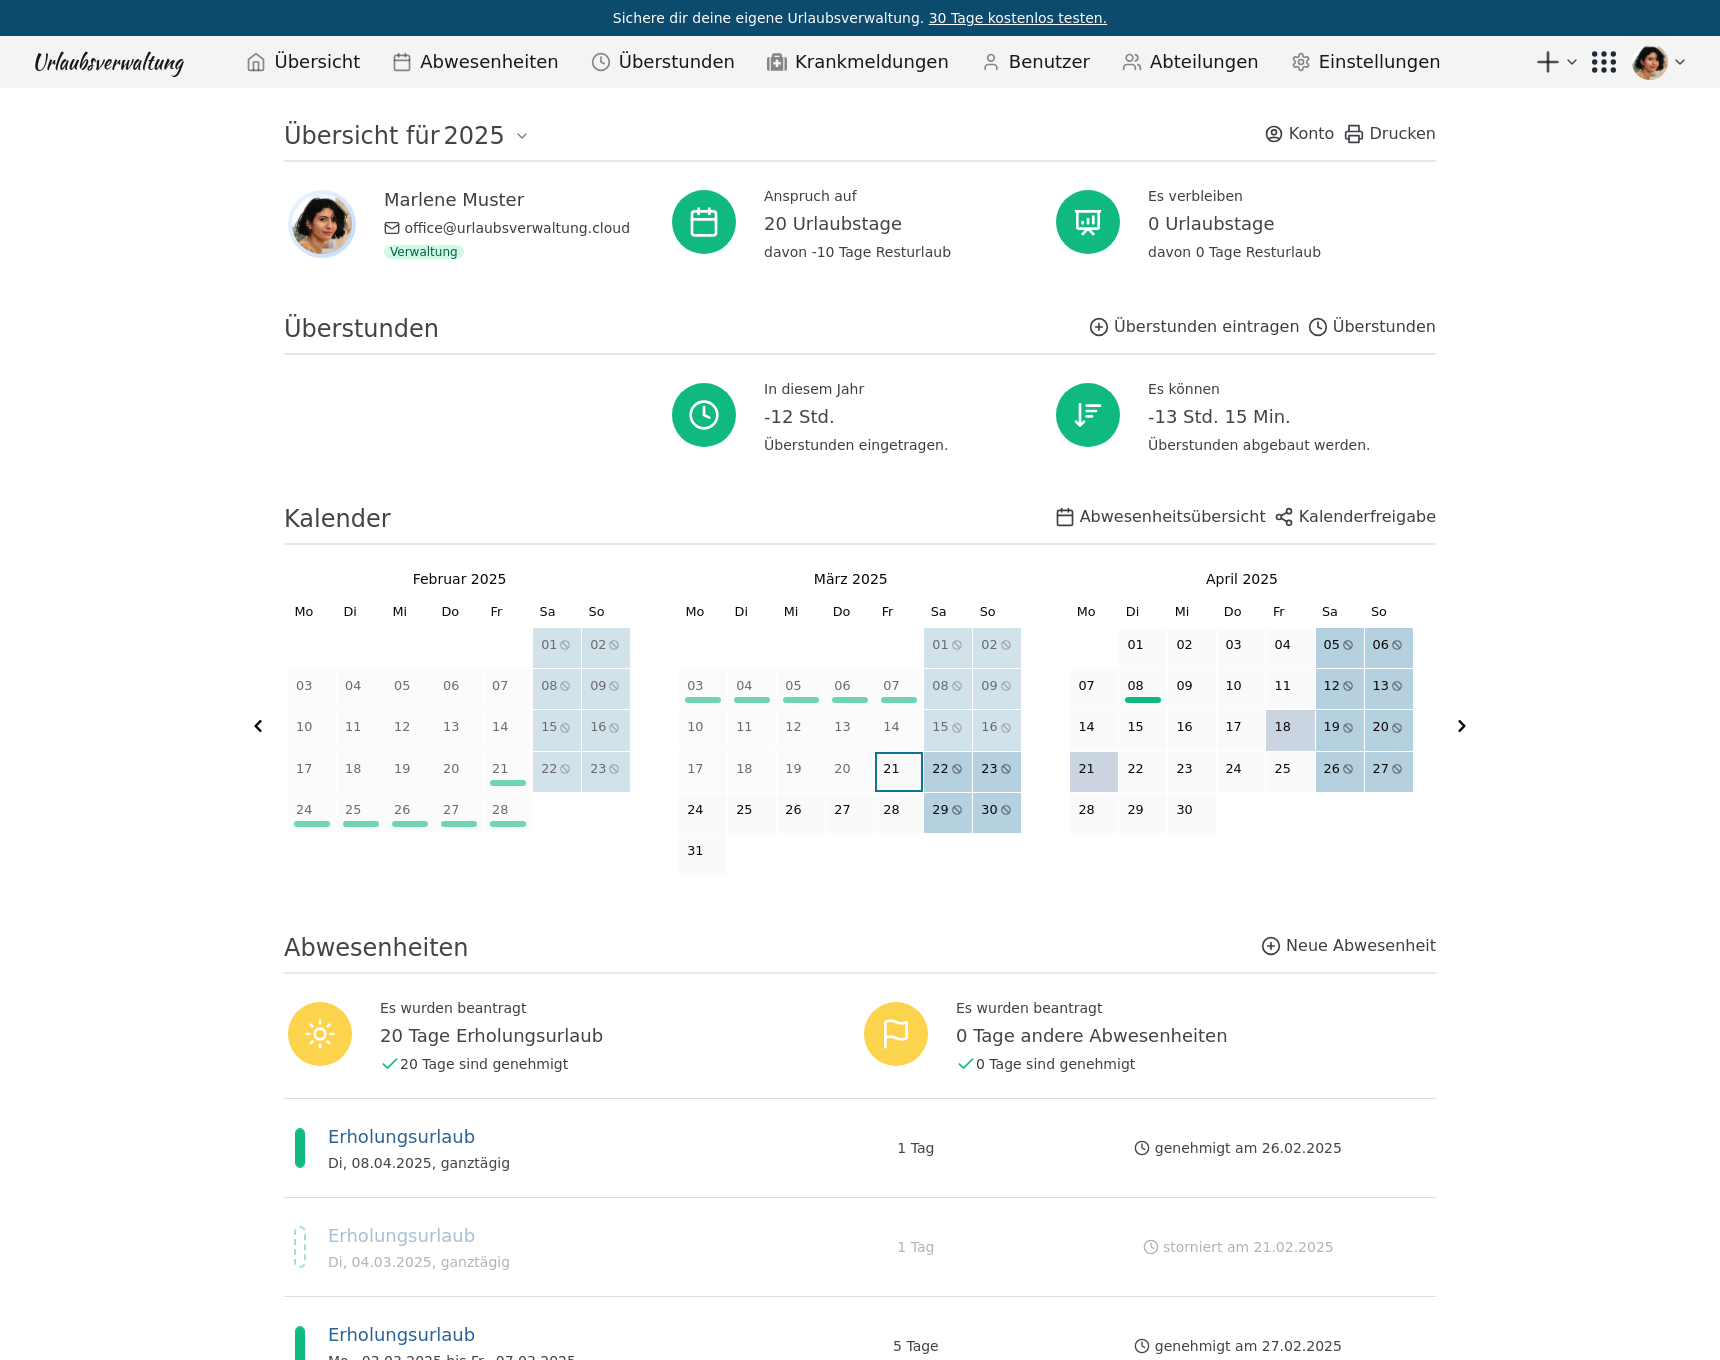 Sichere dir deine eigene Urlaubsverwaltung. 30 Tage kostenlos testen.
Urlaubsverwaltung Übersicht Abwesenheiten Überstunden Krankmeldungen Benutzer Abteilungen Einstellungen
Übersicht für 2025 Konto Drucken
Marlene Muster
office@urlaubsverwaltung.cloud
Verwaltung
Anspruch auf
20 Urlaubstage
davon -10 Tage Resturlaub
Es verbleiben
0 Urlaubstage
davon 0 Tage Resturlaub
Überstunden Überstunden eintragen Überstunden
In diesem Jahr
-12 Std.
Überstunden eingetragen.
Es können
-13 Std. 15 Min.
Überstunden abgebaut werden.
Kalender Abwesenheitsübersicht Kalenderfreigabe
Februar 2025
Mo Di Mi Do Fr Sa So
01 02
03 04 05 06 07 08 09
10 11 12 13 14 15 16
17 18 19 20 21 22 23
24 25 26 27 28
März 2025
Mo Di Mi Do Fr Sa So
01 02
03 04 05 06 07 08 09
10 11 12 13 14 15 16
17 18 19 20 21 22 23
24 25 26 27 28 29 30
31
April 2025
Mo Di Mi Do Fr Sa So
01 02 03 04 05 06
07 08 09 10 11 12 13
14 15 16 17 18 19 20
21 22 23 24 25 26 27
28 29 30
Abwesenheiten Neue Abwesenheit
Es wurden beantragt
20 Tage Erholungsurlaub
20 Tage sind genehmigt
Es wurden beantragt
0 Tage andere Abwesenheiten
0 Tage sind genehmigt
Erholungsurlaub
Di, 08.04.2025, ganztägig
1 Tag
genehmigt am 26.02.2025
Erholungsurlaub
Di, 04.03.2025, ganztägig
1 Tag
storniert am 21.02.2025
Erholungsurlaub
Mo, 03.03.2025 bis Fr, 07.03.2025
5 Tage
genehmigt am 27.02.2025